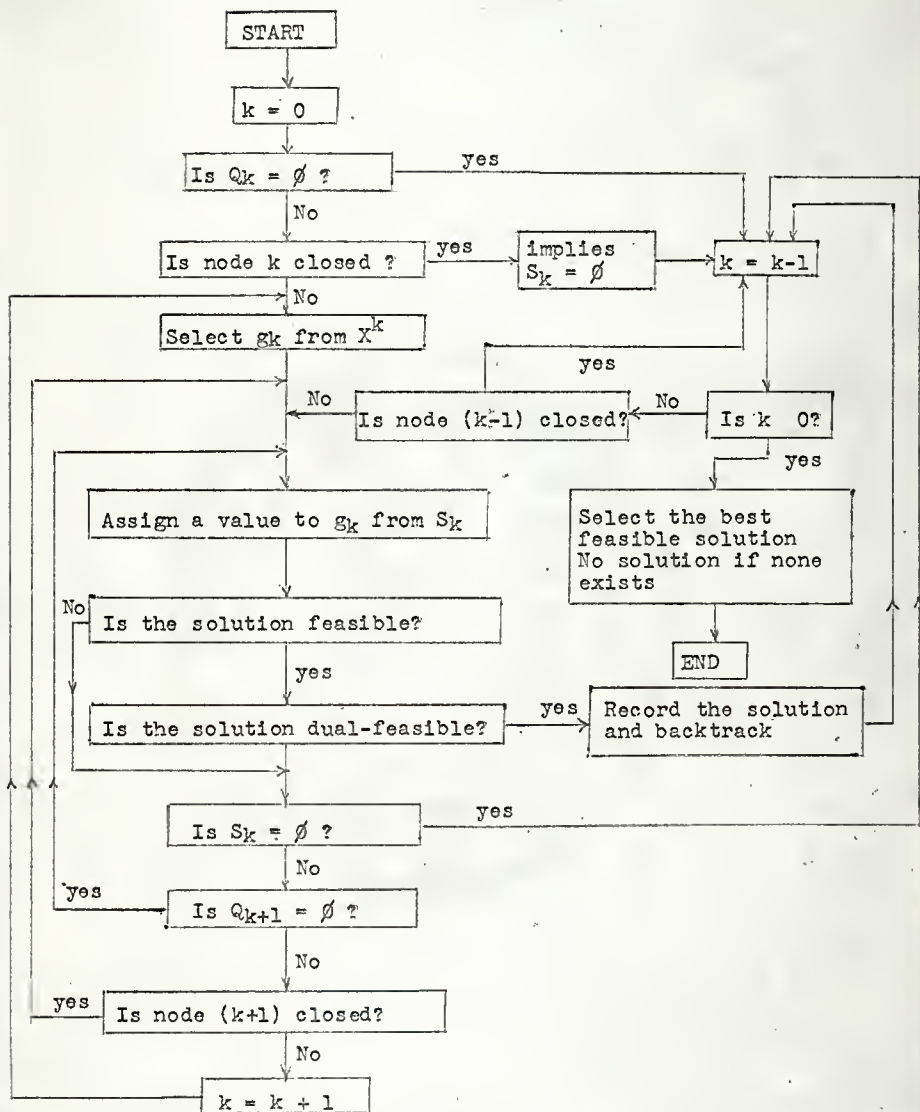 START
k = 0
Is Qk = ∅ ?
yes
No
Is node k closed ?
yes
implies
Sk = ∅
k = k-1
No
Select gk from X^k
yes
No
Is node (k-1) closed?
No
Is k 0?
yes
Assign a value to gk from Sk
Select the best
feasible solution
No solution if none
exists
No
Is the solution feasible?
END
yes
Is the solution dual-feasible?
yes
Record the solution
and backtrack
Is Sk = ∅ ?
yes
No
yes
Is Qk+1 = ∅ ?
No
yes
Is node (k+1) closed?
No
k = k + 1